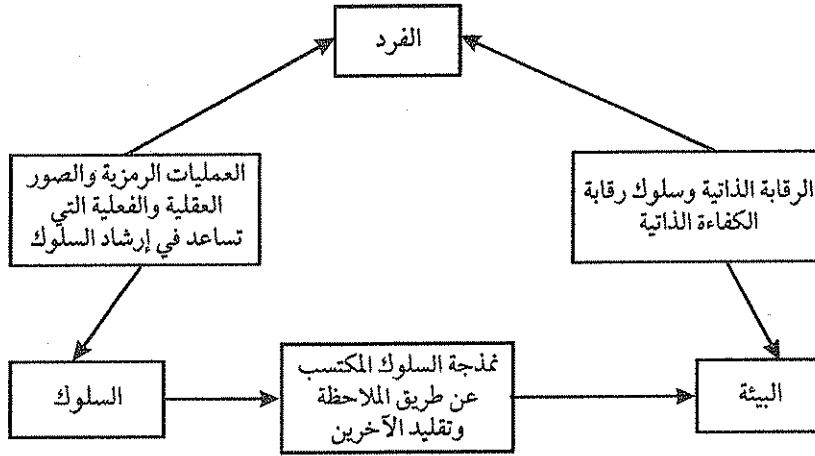 الفرد
العمليات الرمزية والصور
العقلية والفعلية التي
تساعد في إرشاد السلوك
الرقابة الذاتية وسلوك رقابة
الكفاءة الذاتية
السلوك
نمذجة السلوك المكتسب
عن طريق الملاحظة
وتقليد الآخرين
البيئة